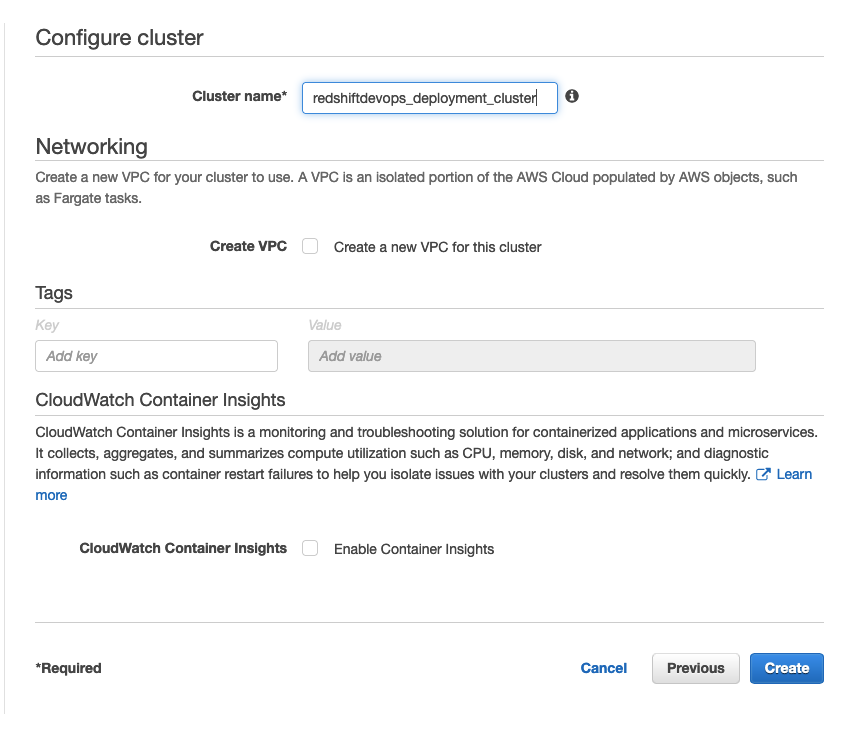 Configure cluster
Cluster name* redshiftdevops_deployment_cluster
Networking
Create a new VPC for your cluster to use. A VPC is an isolated portion of the AWS Cloud populated by AWS objects, such
as Fargate tasks.
Create VPC Create a new VPC for this cluster
Tags
Key Value
Add key Add value
CloudWatch Container Insights
CloudWatch Container Insights is a monitoring and troubleshooting solution for containerized applications and microservices.
It collects, aggregates, and summarizes compute utilization such as CPU, memory, disk, and network; and diagnostic
information such as container restart failures to help you isolate issues with your clusters and resolve them quickly. Learn
more
CloudWatch Container Insights Enable Container Insights
*Required Cancel Previous Create